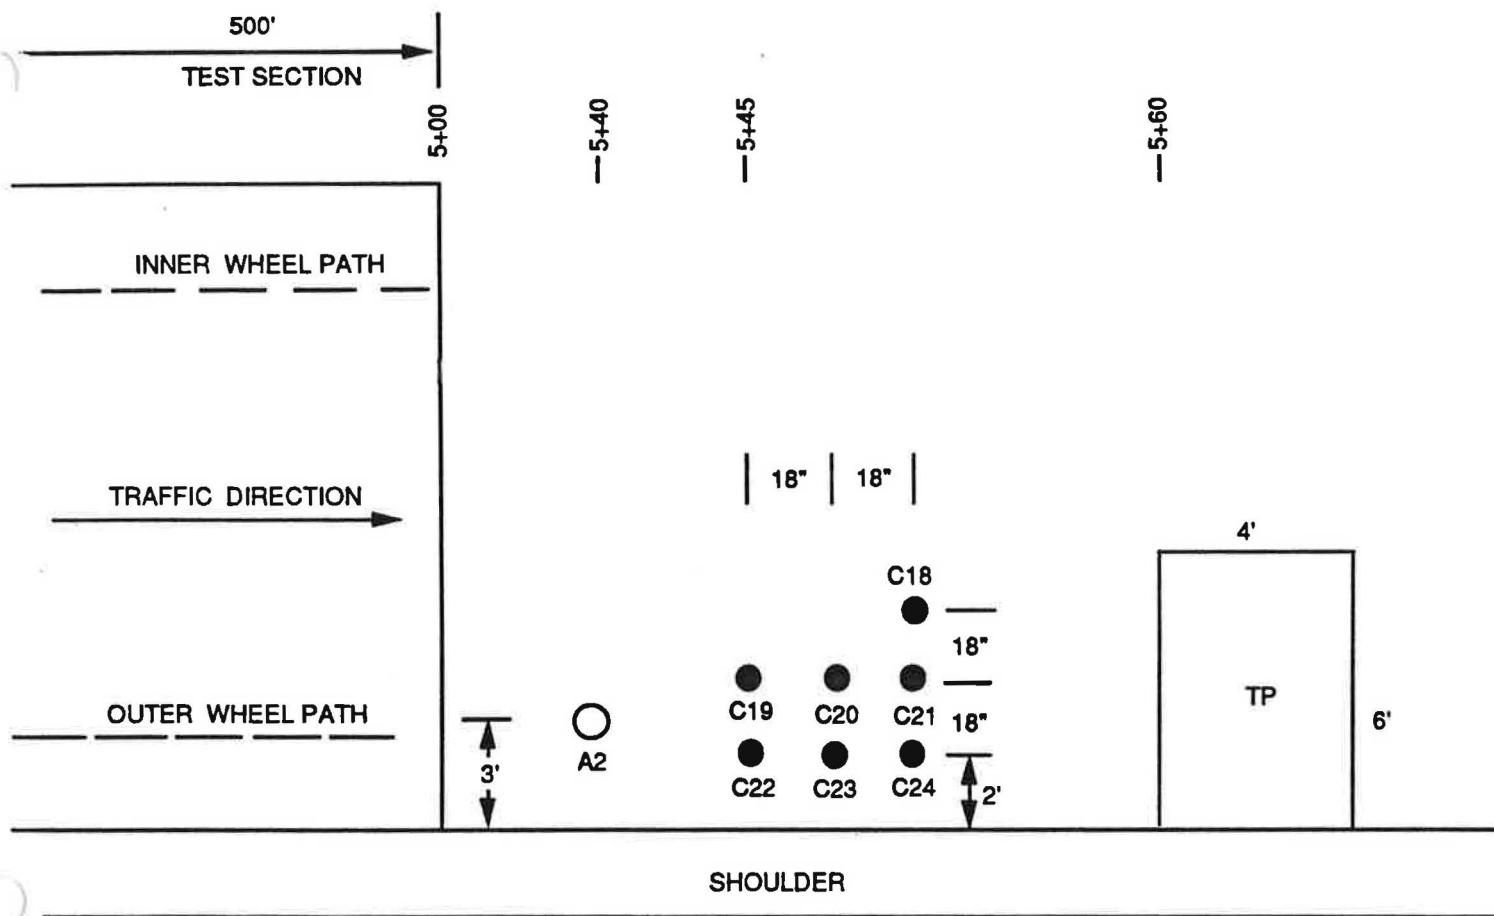 500'
TEST SECTION
5+00
5+40
5+45
5+60
INNER WHEEL PATH
18" 18"
TRAFFIC DIRECTION
4'
C18
18"
TP
OUTER WHEEL PATH
C19 C20 C21 18"
6'
A2
3'
C22 C23 C24 2'
SHOULDER